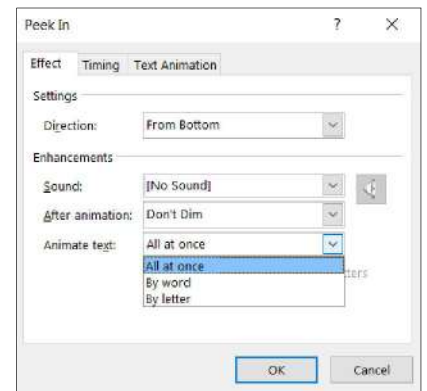 Peek In ? ×
Effect Timing Text Animation
Settings
Direction: From Bottom
Enhancements
Sound: [No Sound]
After animation: Don't Dim
Animate text: All at once
All at once
By word
By letter
OK Cancel